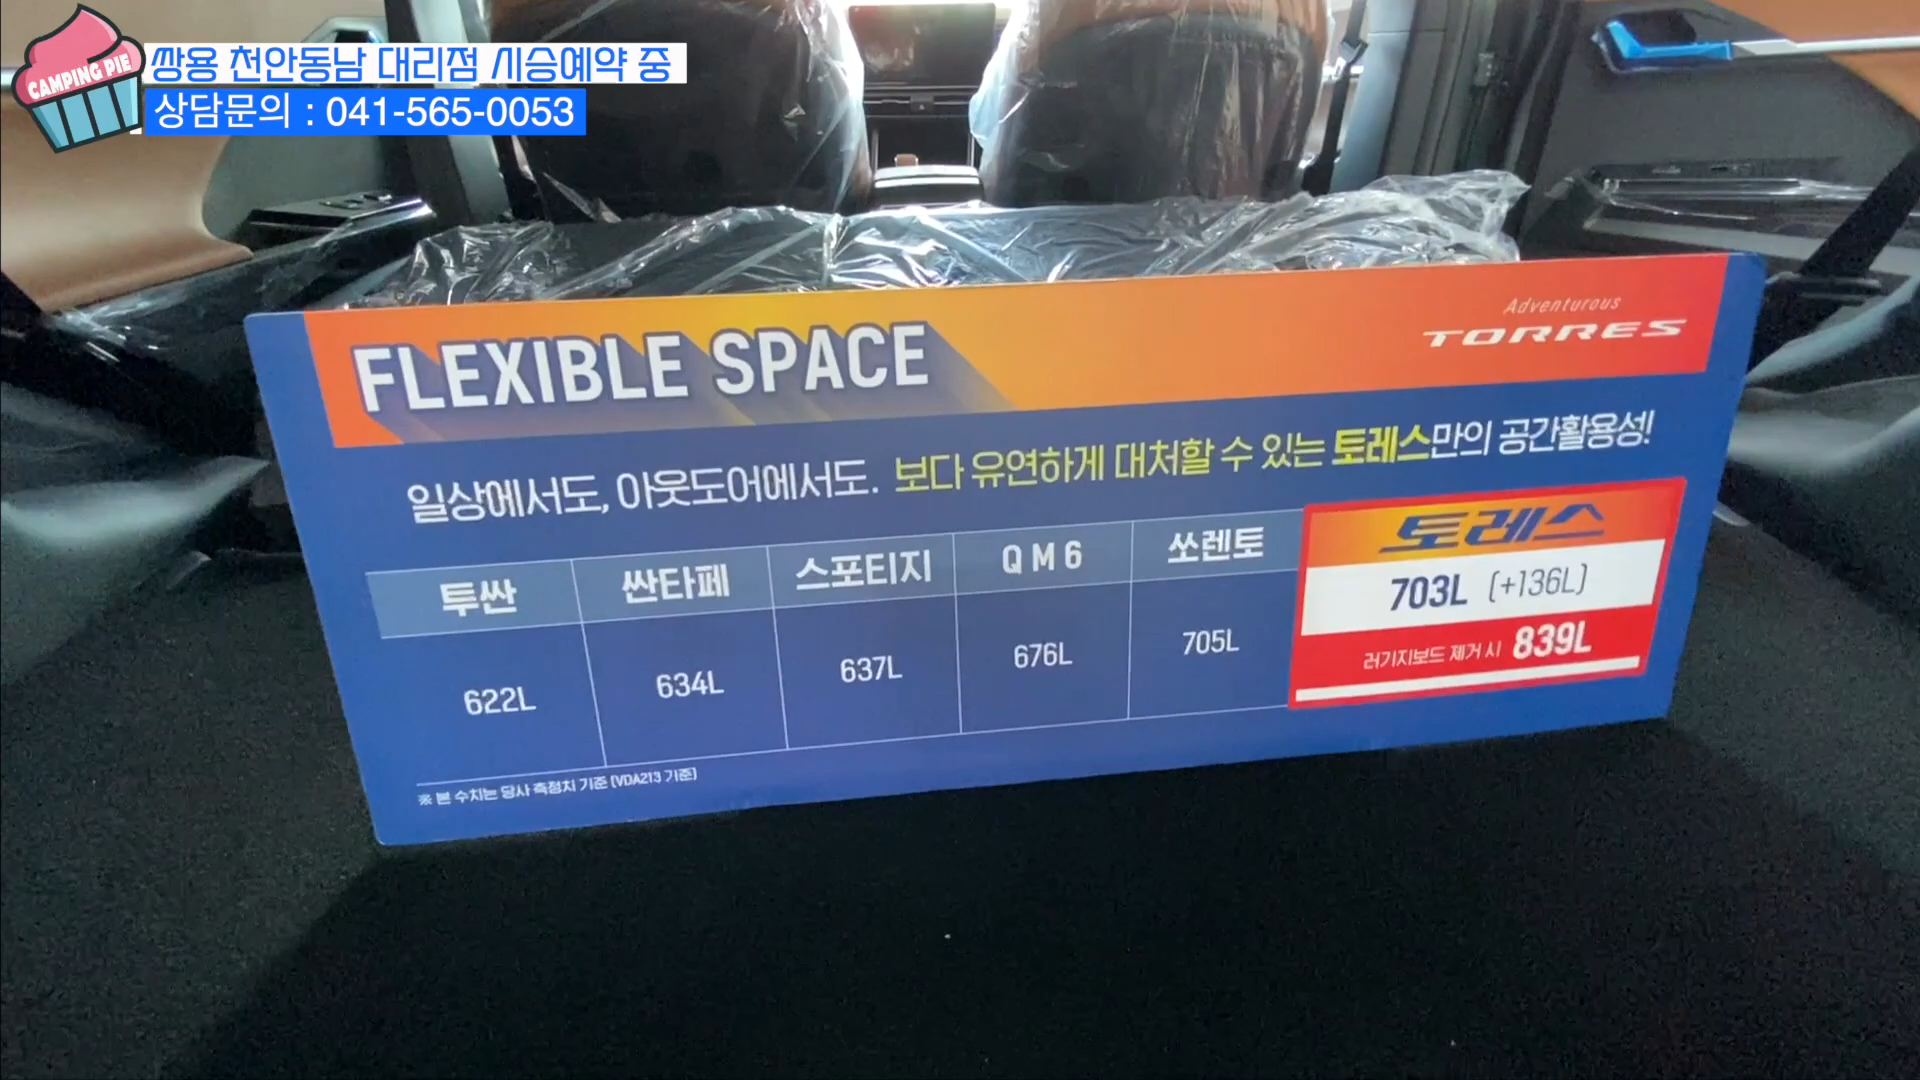 CAMPING PIE
쌍용 천안동남 대리점 시승예약 중
상담문의 : 041-565-0053
Adventurous
TORRES
FLEXIBLE SPACE
일상에서도, 아웃도어에서도. 보다 유연하게 대처할 수 있는 토레스만의 공간활용성!
투싼 싼타페 스포티지 QM6 쏘렌토 토레스
622L 634L 637L 676L 705L 703L (+136L)
러기지보드 제거 시 839L
※ 본 수치는 당사 측정치 기준 (VDA213 기준)